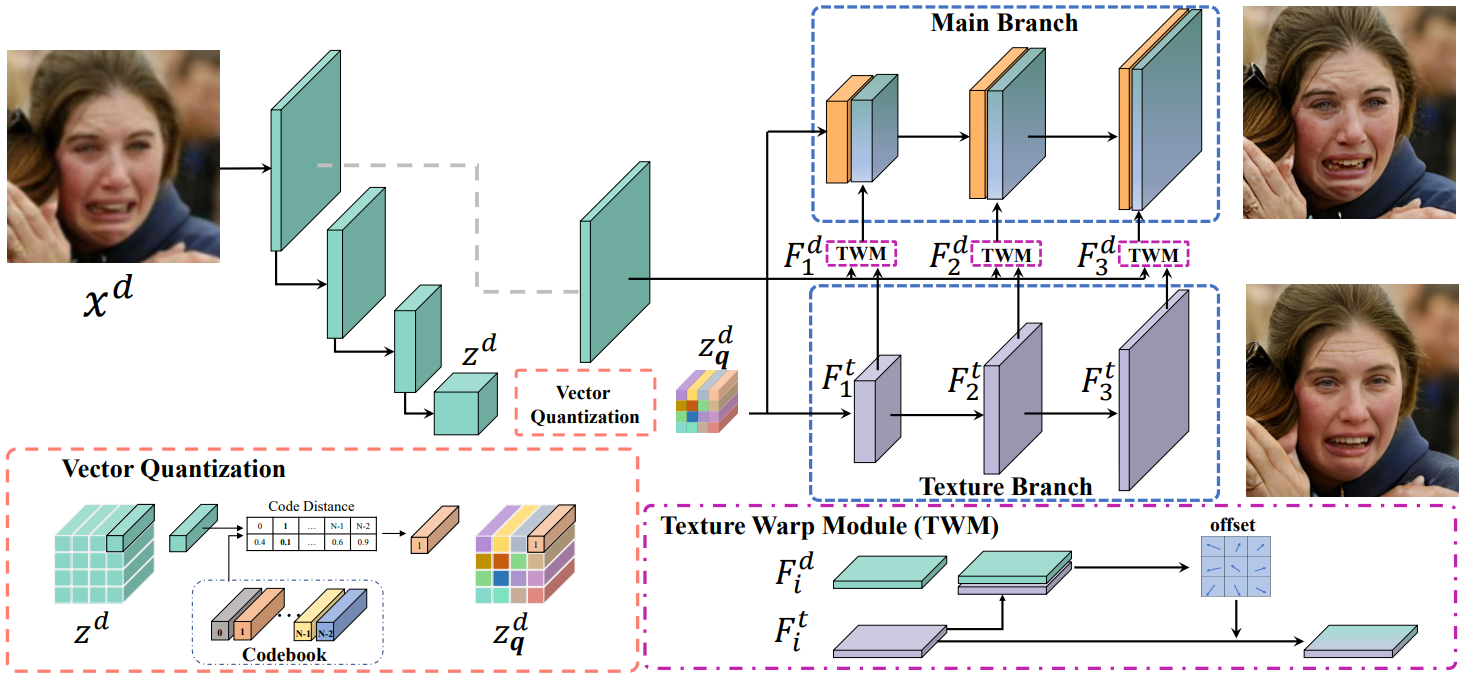 Main Branch
x^d
z^d
Vector
Quantization
z_q^d
F_1^d
TWM
F_2^d
TWM
F_3^d
TWM
F_1^t
F_2^t
F_3^t
Texture Branch
Vector Quantization
Code Distance
0 1 ... N-1 N-2
0.4 0.1 ... 0.6 0.9
1
1
0 1 ... N-1 N-2
Codebook
z^d
z_q^d
Texture Warp Module (TWM)
offset
F_i^d
F_i^t